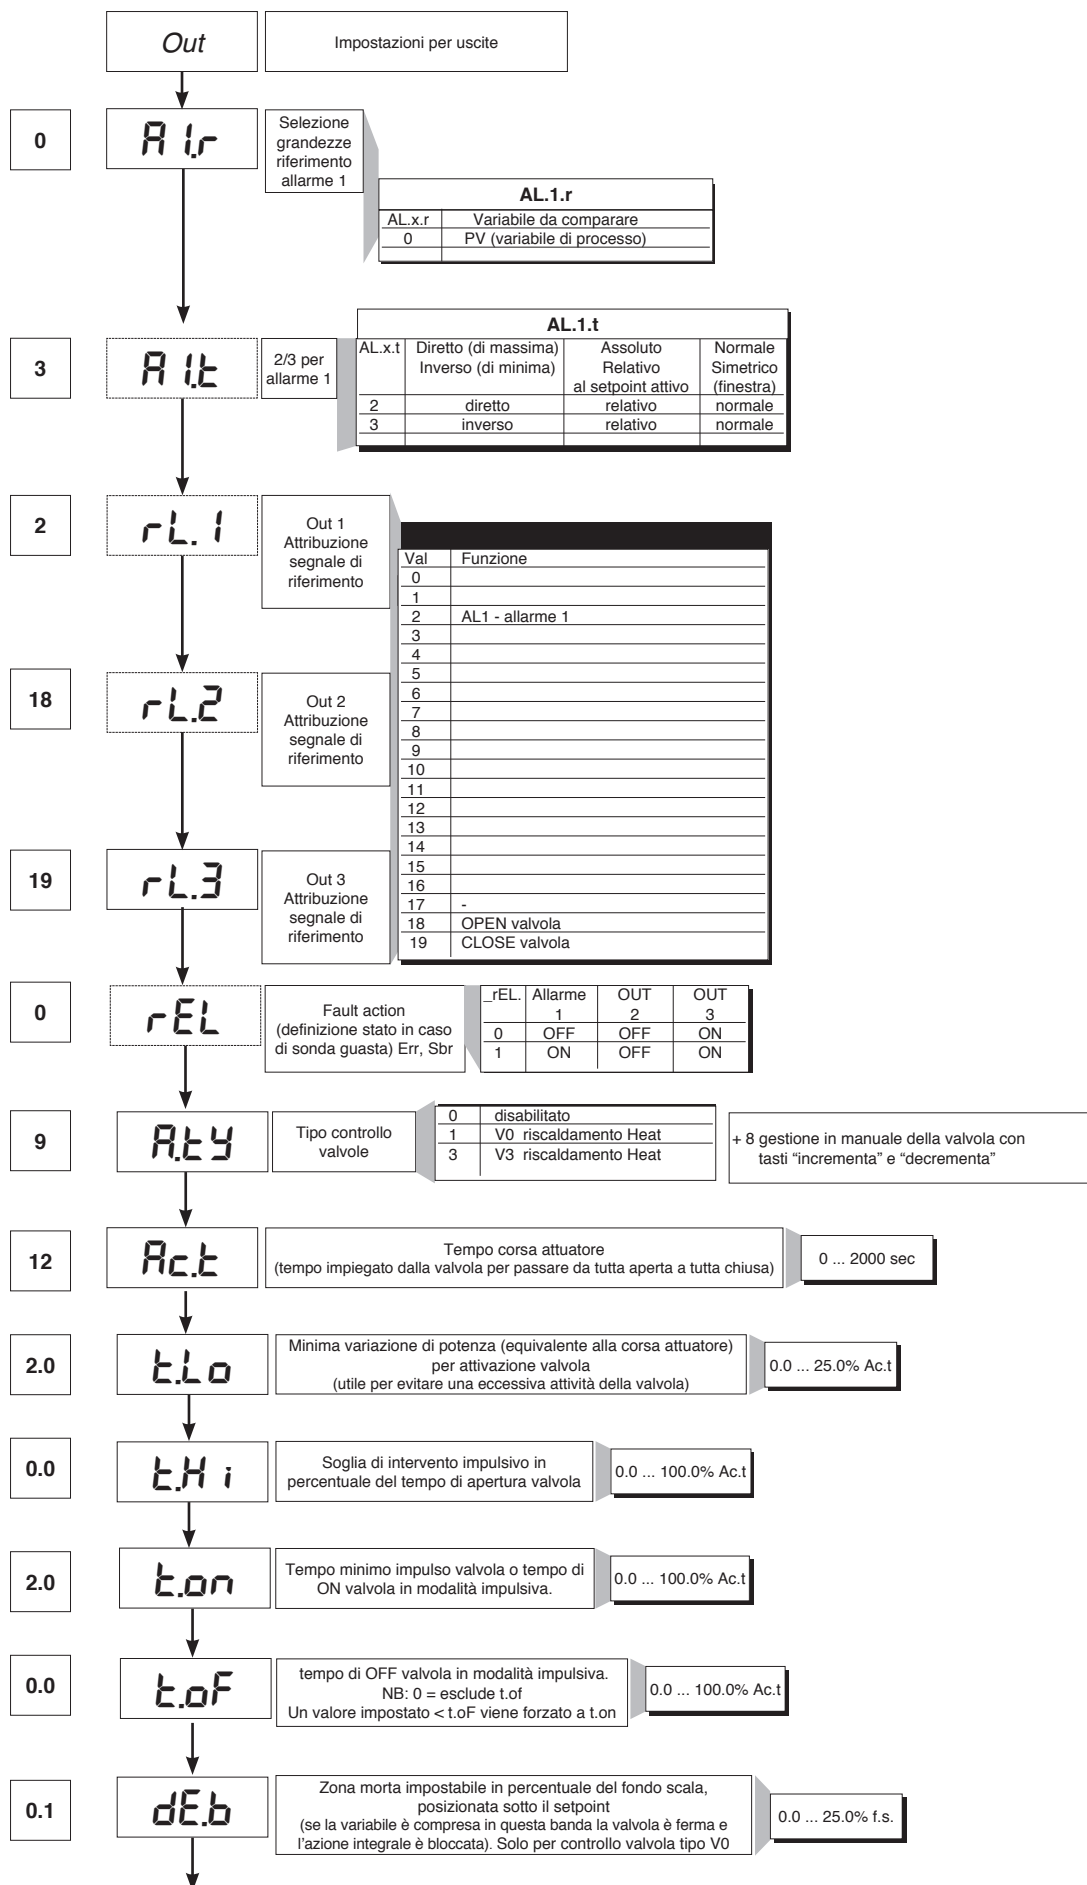 Out
Impostazioni per uscite
0
A1.r
Selezione
grandezze
riferimento
allarme 1
AL.1.r
AL.x.r Variabile da comparare
0 PV (variabile di processo)
3
A1.t
2/3 per
allarme 1
AL.1.t
AL.x.t Diretto (di massima) Assoluto Normale
Inverso (di minima) Relativo Simetrico
al setpoint attivo (finestra)
2 diretto relativo normale
3 inverso relativo normale
2
rL.1
Out 1
Attribuzione
segnale di
riferimento
Val Funzione
0
1
2 AL1 - allarme 1
3
4
5
6
7
8
9
10
11
12
13
14
15
16
17 -
18 OPEN valvola
19 CLOSE valvola
18
rL.2
Out 2
Attribuzione
segnale di
riferimento
19
rL.3
Out 3
Attribuzione
segnale di
riferimento
0
rEL
Fault action
(definizione stato in caso
di sonda guasta) Err, Sbr
_rEL. Allarme OUT OUT
1 2 3
0 OFF OFF ON
1 ON OFF ON
9
A.tY
Tipo controllo
valvole
0 disabilitato
1 V0 riscaldamento Heat
3 V3 riscaldamento Heat
+ 8 gestione in manuale della valvola con
tasti “incrementa” e “decrementa”
12
Ac.t
Tempo corsa attuatore
(tempo impiegato dalla valvola per passare da tutta aperta a tutta chiusa)
0 ... 2000 sec
2.0
t.Lo
Minima variazione di potenza (equivalente alla corsa attuatore)
per attivazione valvola
(utile per evitare una eccessiva attività della valvola)
0.0 ... 25.0% Ac.t
0.0
t.Hi
Soglia di intervento impulsivo in
percentuale del tempo di apertura valvola
0.0 ... 100.0% Ac.t
2.0
t.on
Tempo minimo impulso valvola o tempo di
ON valvola in modalità impulsiva.
0.0 ... 100.0% Ac.t
0.0
t.oF
tempo di OFF valvola in modalità impulsiva.
NB: 0 = esclude t.of
Un valore impostato < t.oF viene forzato a t.on
0.0 ... 100.0% Ac.t
0.1
dE.b
Zona morta impostabile in percentuale del fondo scala,
posizionata sotto il setpoint
(se la variabile è compresa in questa banda la valvola è ferma e
l’azione integrale è bloccata). Solo per controllo valvola tipo V0
0.0 ... 25.0% f.s.